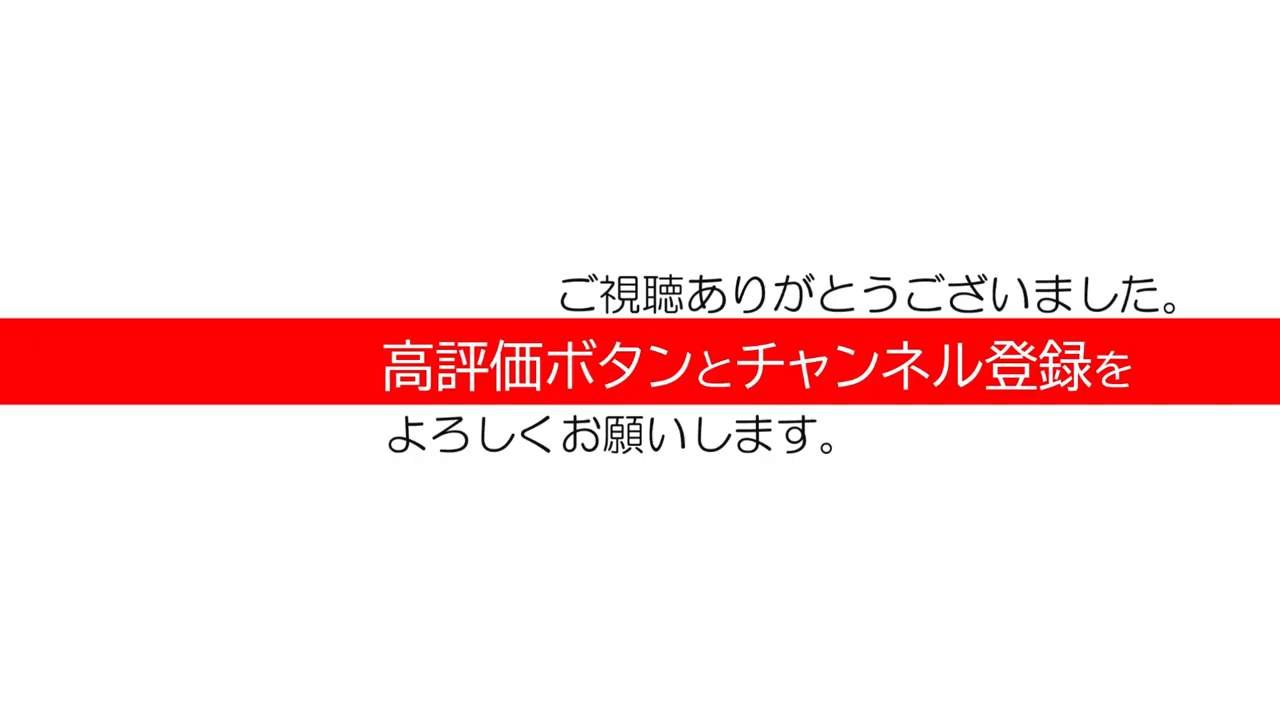 ご視聴ありがとうございました。
高評価ボタンとチャンネル登録を
よろしくお願いします。